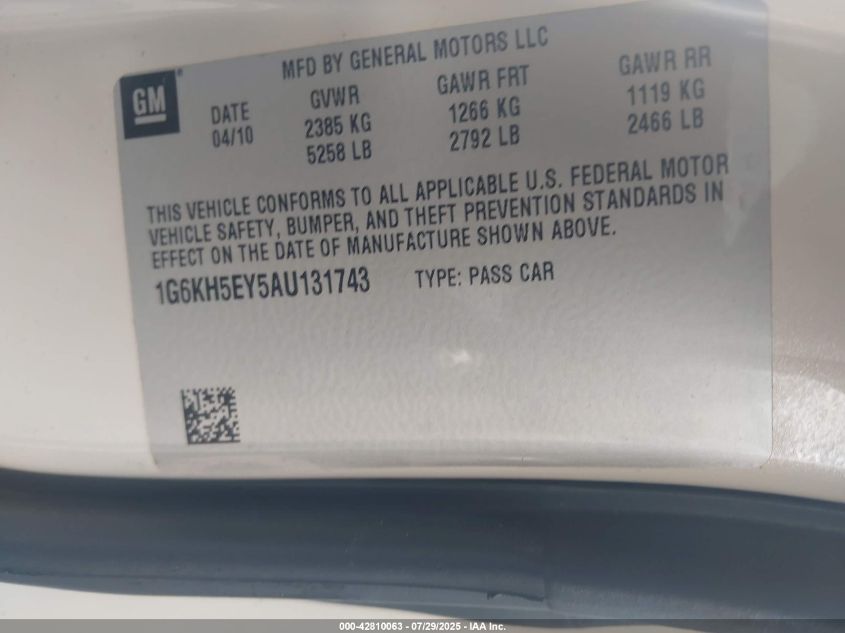 MFD BY GENERAL MOTORS LLC
GM
DATE GVWR GAWR FRT GAWR RR
04/10 2385 KG 1266 KG 1119 KG
5258 LB 2792 LB 2466 LB
THIS VEHICLE CONFORMS TO ALL APPLICABLE U.S. FEDERAL MOTOR
VEHICLE SAFETY, BUMPER, AND THEFT PREVENTION STANDARDS IN
EFFECT ON THE DATE OF MANUFACTURE SHOWN ABOVE.
1G6KH5EY5AU131743 TYPE: PASS CAR
000-42810063 - 07/29/2025 - IAA Inc.